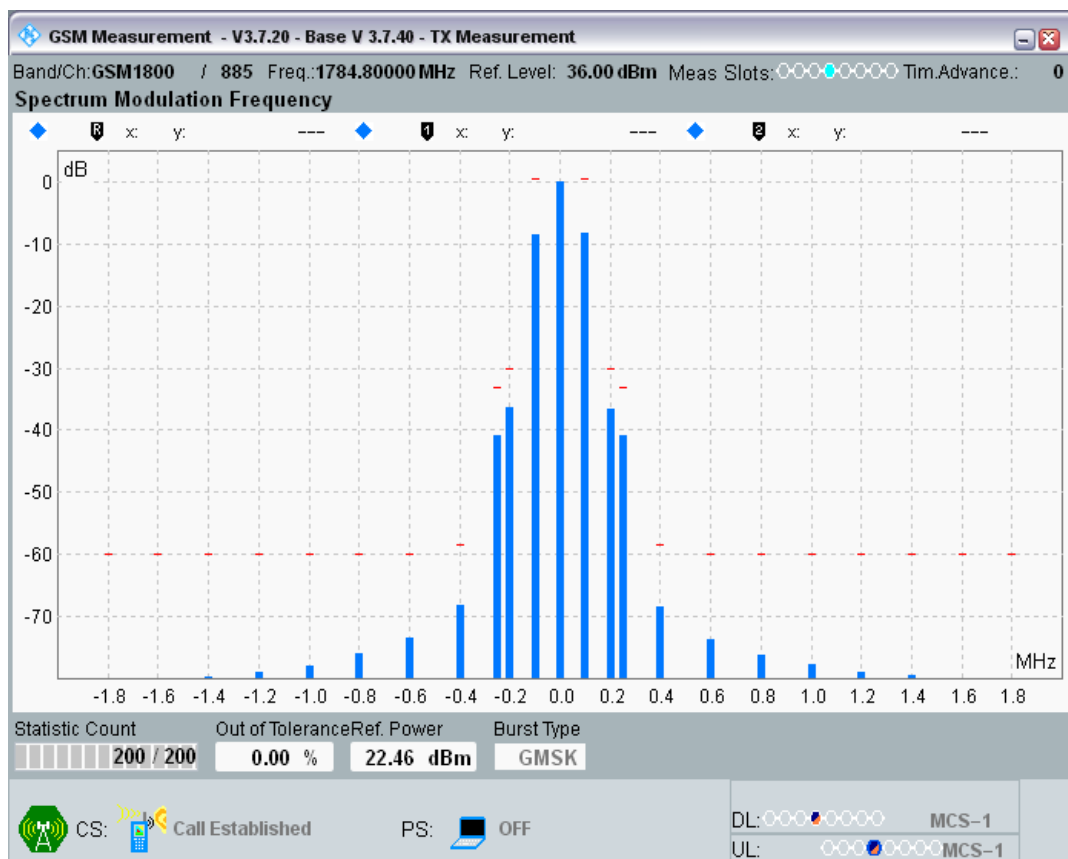 GSM Measurement - V3.7.20 - Base V 3.7.40 - TX Measurement
Band/Ch:GSM1800 / 885 Freq.:1784.80000 MHz Ref. Level: 36.00 dBm Meas Slots: Tim.Advance.: 0
Spectrum Modulation Frequency
R x: y: --- 1 x: y: --- 2 x: y: ---
dB
0
-10
-20
-30
-40
-50
-60
-70
MHz
-1.8 -1.6 -1.4 -1.2 -1.0 -0.8 -0.6 -0.4 -0.2 0.0 0.2 0.4 0.6 0.8 1.0 1.2 1.4 1.6 1.8
Statistic Count Out of Tolerance Ref. Power Burst Type
200 / 200 0.00 % 22.46 dBm GMSK
CS: Call Established PS: OFF
DL: MCS-1
UL: MCS-1